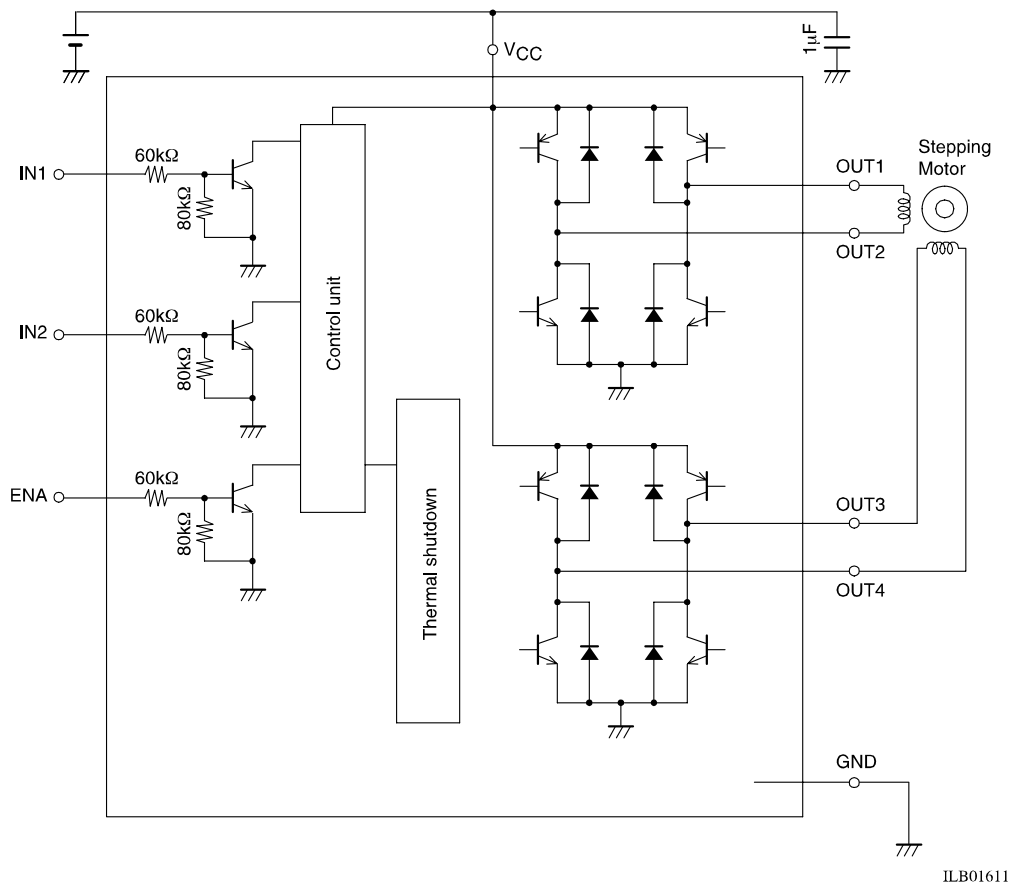 VCC
1µF
IN1
60kΩ
80kΩ
IN2
60kΩ
80kΩ
ENA
60kΩ
80kΩ
Control unit
Thermal shutdown
OUT1
OUT2
Stepping
Motor
OUT3
OUT4
GND
ILB01611